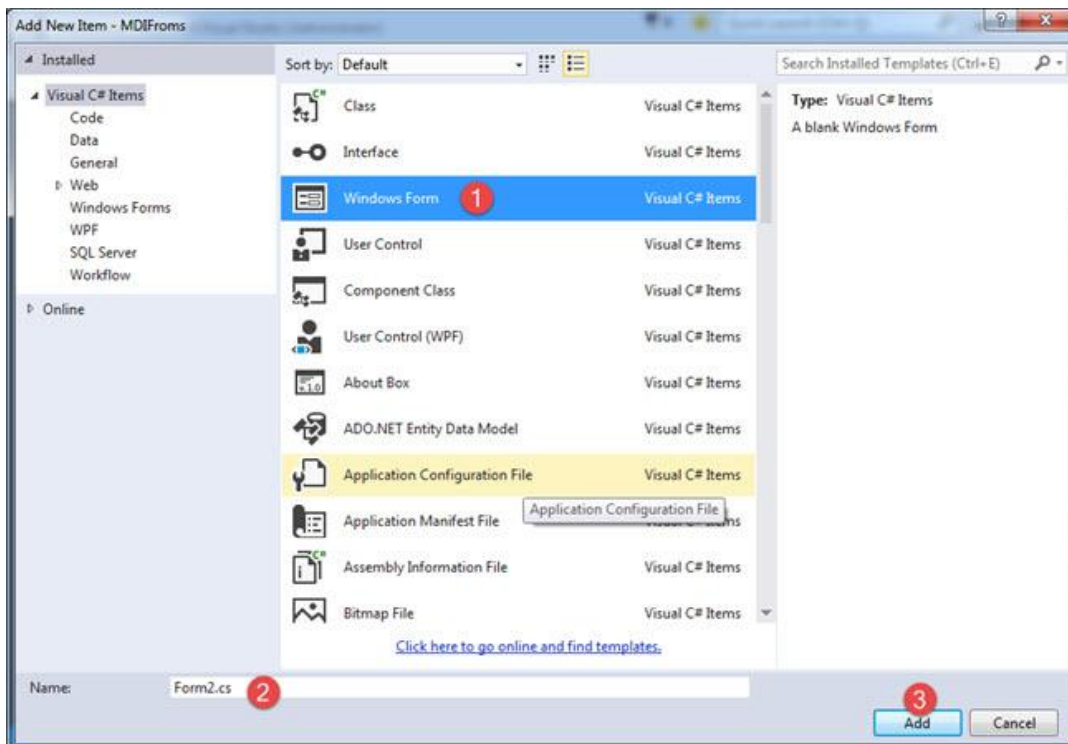 Add New Item - MDIFroms
Installed
Sort by: Default
Search Installed Templates (Ctrl+E)
Visual C# Items
Code
Data
General
Web
Windows Forms
WPF
SQL Server
Workflow
Online
Class Visual C# Items
Interface Visual C# Items
Windows Form 1 Visual C# Items
User Control Visual C# Items
Component Class Visual C# Items
User Control (WPF) Visual C# Items
About Box Visual C# Items
ADO.NET Entity Data Model Visual C# Items
Application Configuration File Visual C# Items
Application Configuration File
Application Manifest File
Assembly Information File Visual C# Items
Bitmap File Visual C# Items
Click here to go online and find templates.
Type: Visual C# Items
A blank Windows Form
Name: Form2.cs 2
3
Add Cancel